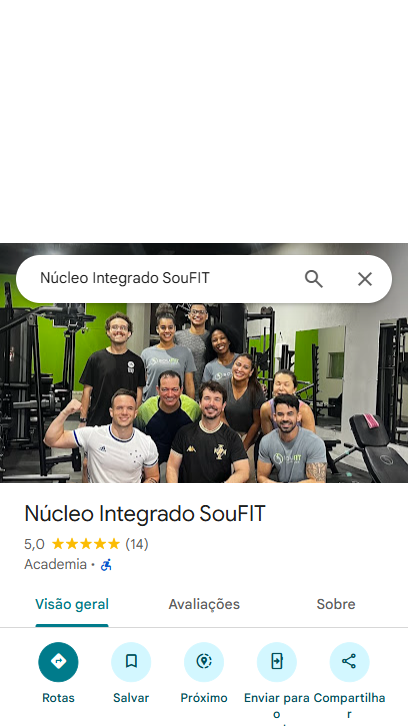 Núcleo Integrado SouFIT
Núcleo Integrado SouFIT
5,0 (14)
Academia ·
Visão geral Avaliações Sobre
Rotas Salvar Próximo Enviar para o Compartilhar